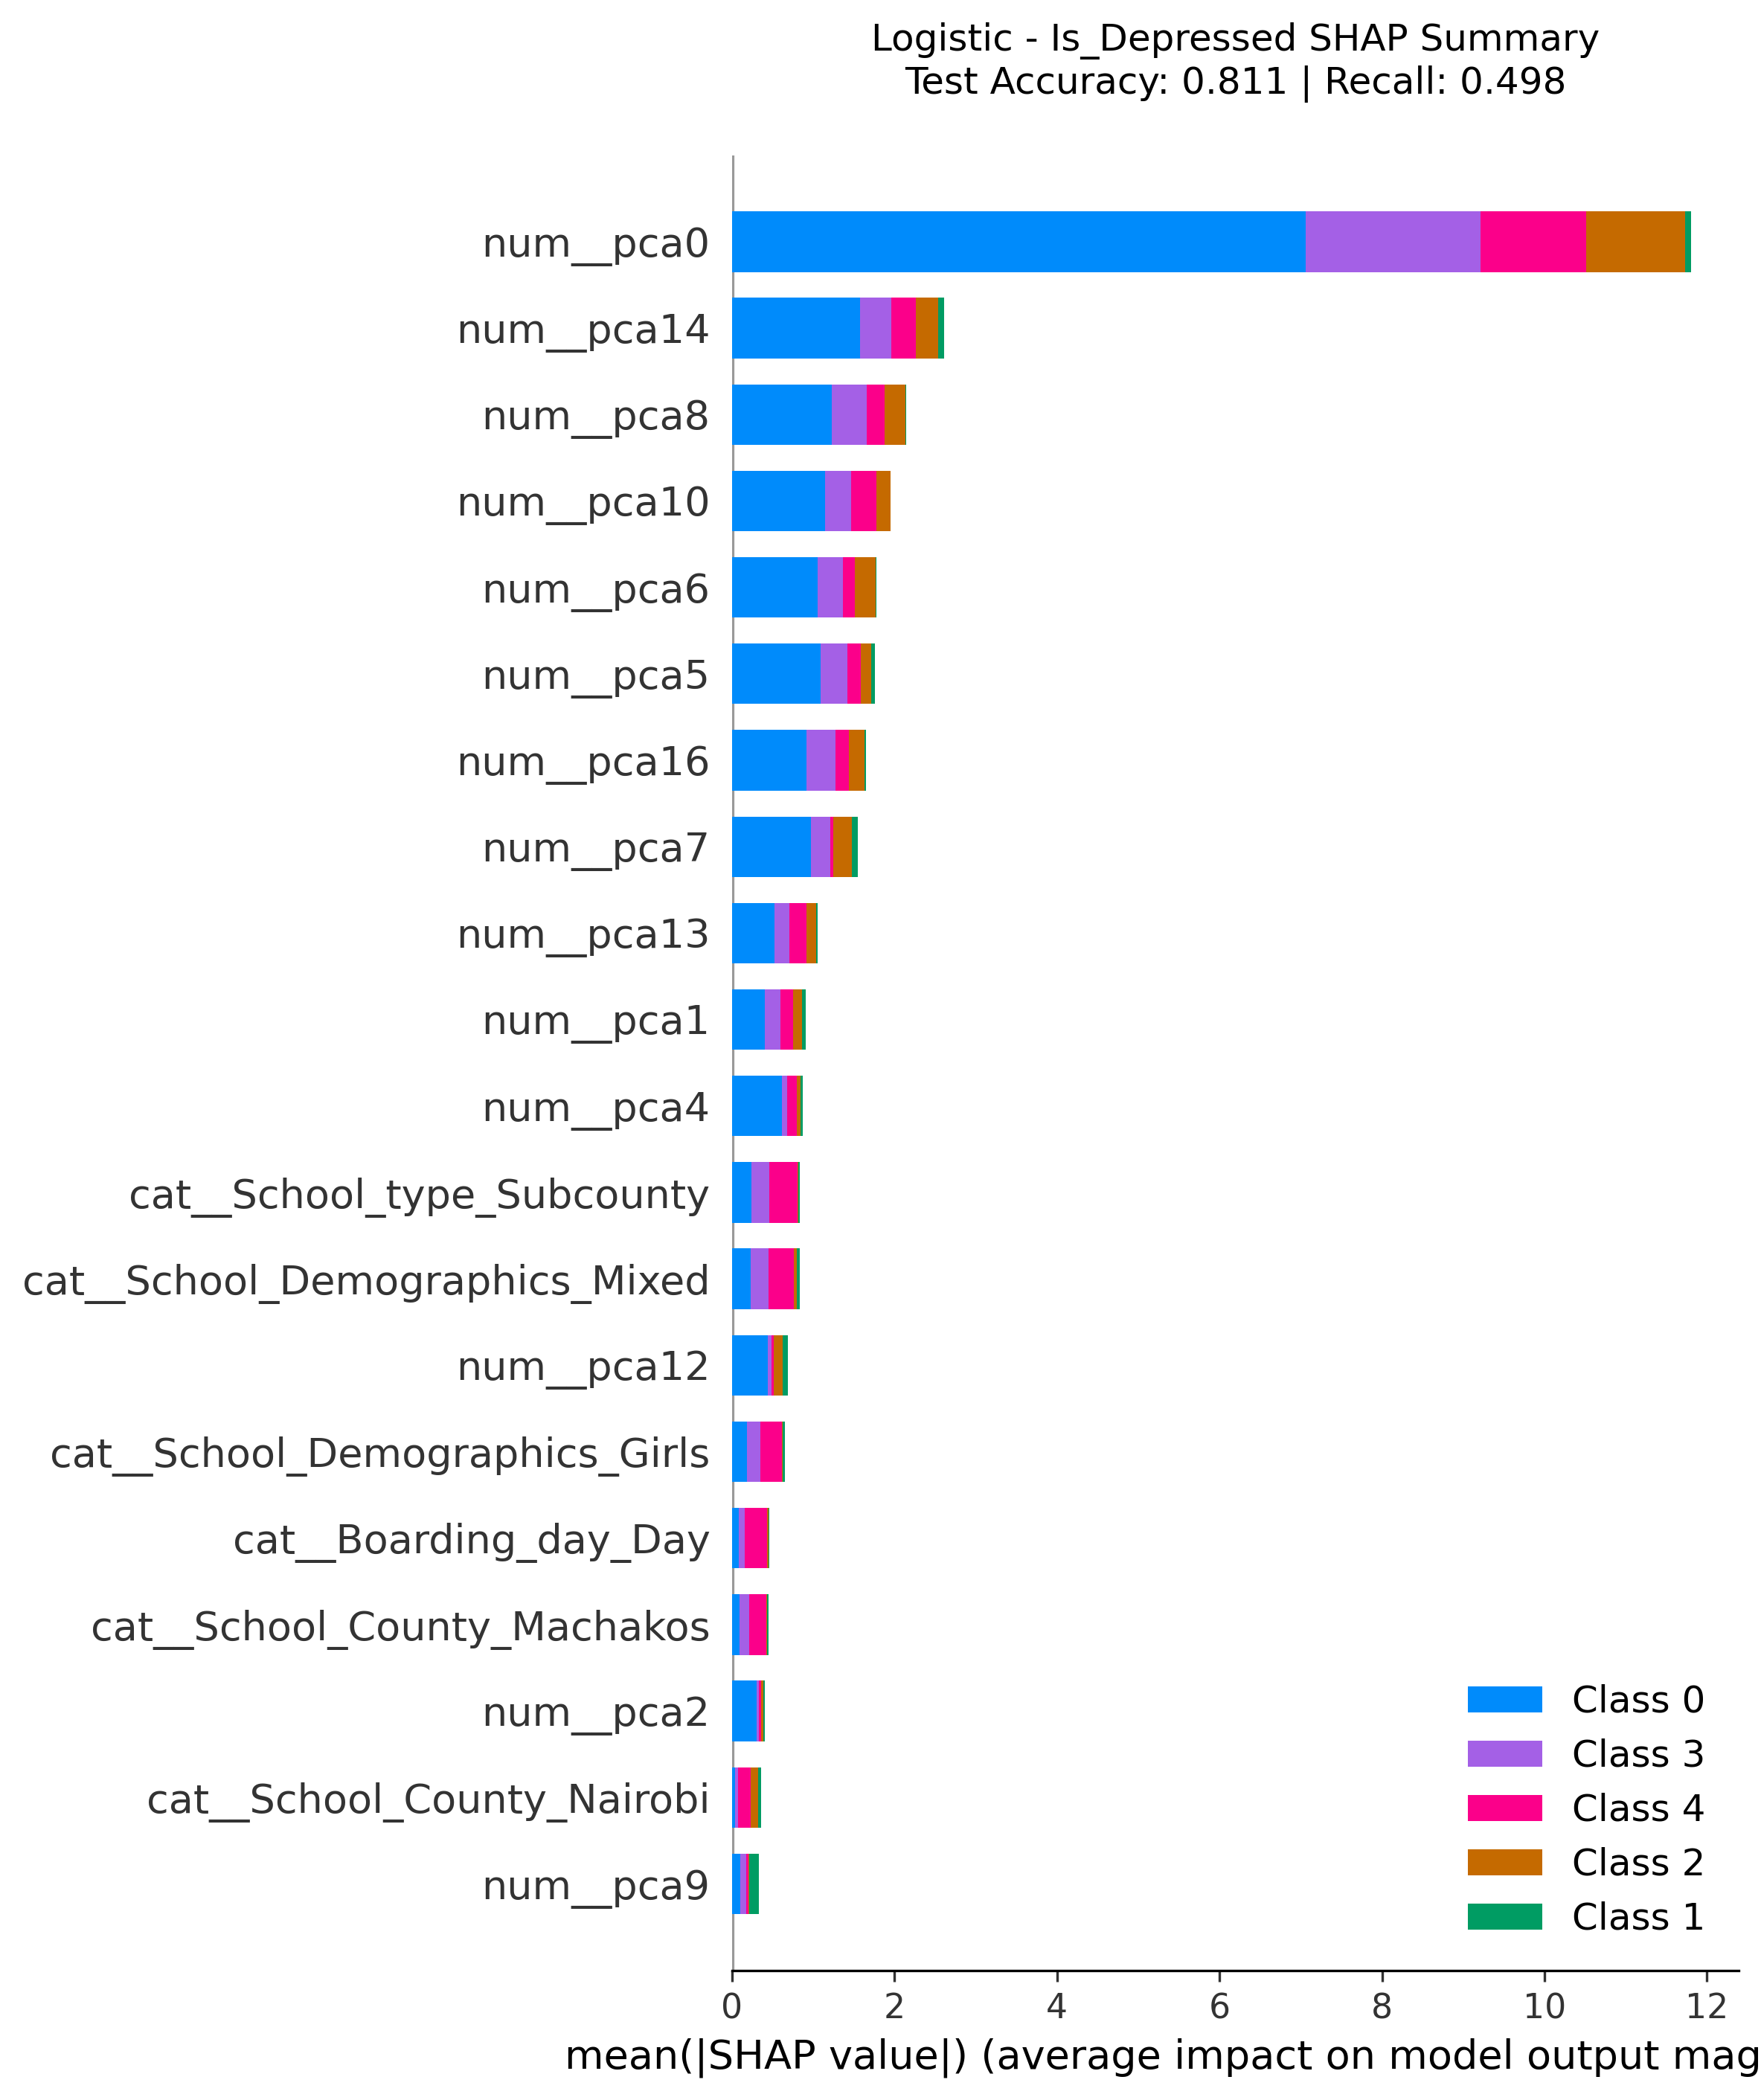 Logistic - Is_Depressed SHAP Summary
Test Accuracy: 0.811 | Recall: 0.498
num__pca0
num__pca14
num__pca8
num__pca10
num__pca6
num__pca5
num__pca16
num__pca7
num__pca13
num__pca1
num__pca4
cat__School_type_Subcounty
cat__School_Demographics_Mixed
num__pca12
cat__School_Demographics_Girls
cat__Boarding_day_Day
cat__School_County_Machakos
num__pca2
cat__School_County_Nairobi
num__pca9
Class 0
Class 3
Class 4
Class 2
Class 1
0 2 4 6 8 10 12
mean(|SHAP value|) (average impact on model output mag